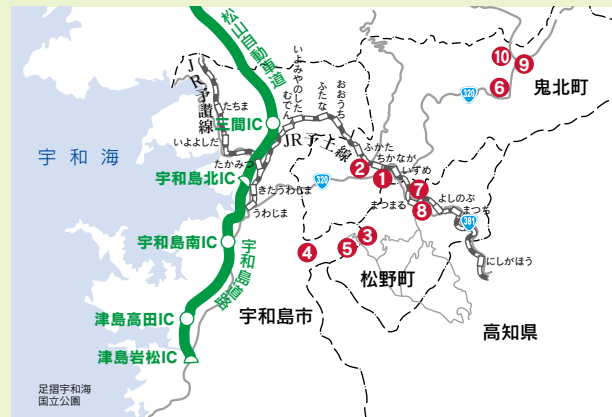 松山自動車道
JR予讃線
たちま
いよよしだ
たかみつ
三間IC
いよみやのした
むでん
ふたな
おおうち
JR予土線
ふかた
ちかなが
いずめ
まつまる
よしのぶ
まつち
にしがほう
きたうわじま
うわじま
宇和海
宇和島北IC
宇和島南IC
宇和島道路
津島高田IC
津島岩松IC
足摺宇和海
国立公園
320
320
381
鬼北町
松野町
宇和島市
高知県
1
2
3
4
5
6
7
8
9
10